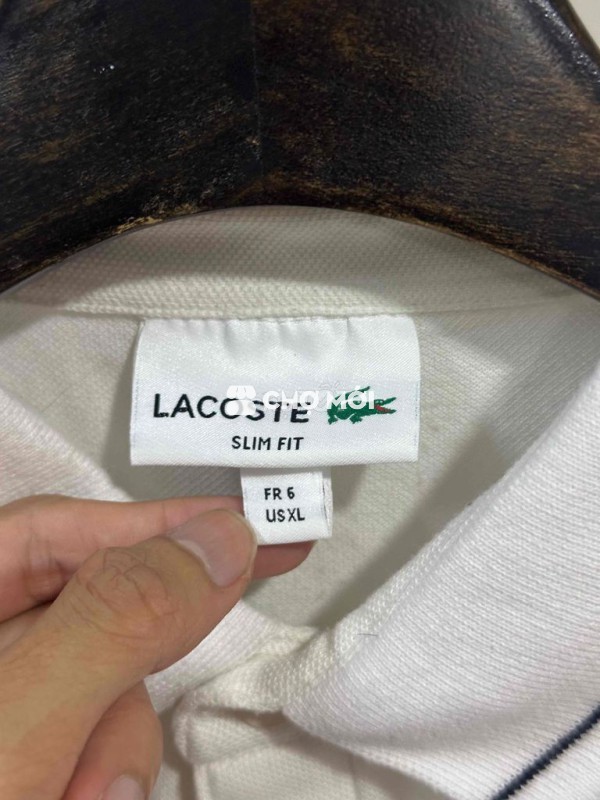 CHỢ MỚI
LACOSTE
SLIM FIT
FR 6
US XL